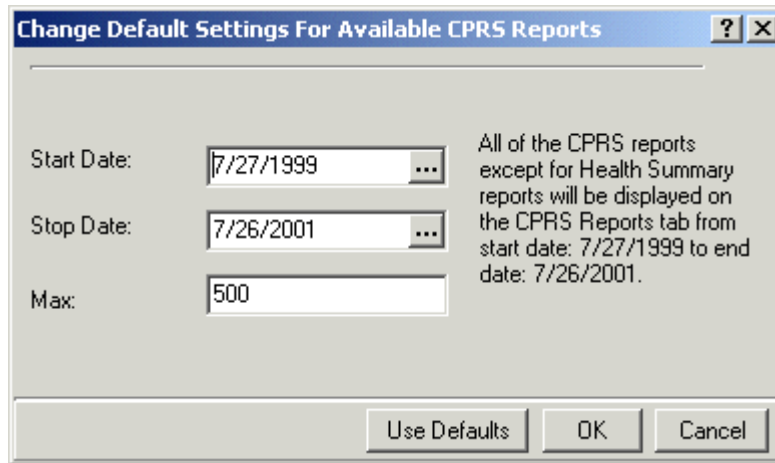 Change Default Settings For Available CPRS Reports
Start Date:
7/27/1999
...
Stop Date:
7/26/2001
...
Max:
500
All of the CPRS reports
except for Health Summary
reports will be displayed on
the CPRS Reports tab from
start date: 7/27/1999 to end
date: 7/26/2001.
Use Defaults
OK
Cancel